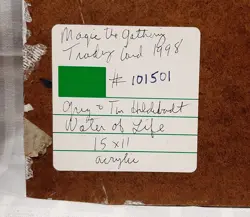 Magic the Gathering
Trading Card 1998
# 101501
Greg & Tim Hildebrandt
Water of Life
15 x 11
acrylic